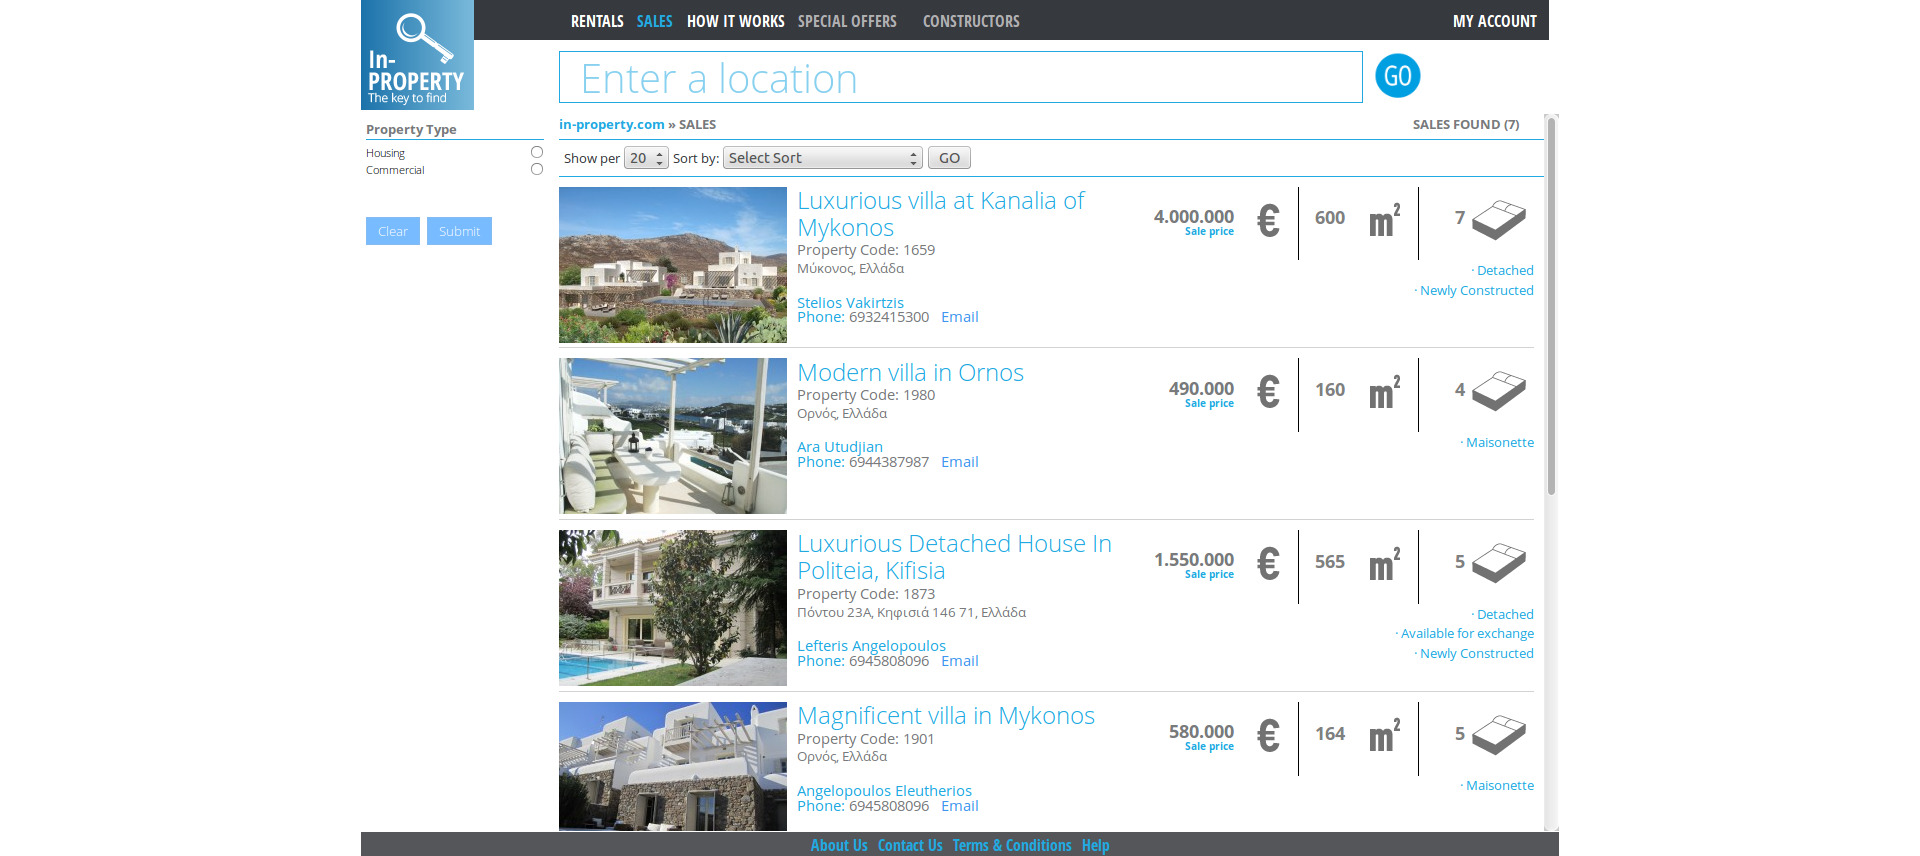 In-
PROPERTY
The key to find
RENTALS SALES HOW IT WORKS SPECIAL OFFERS CONSTRUCTORS MY ACCOUNT
Enter a location
GO
Property Type
Housing
Commercial
Clear Submit
in-property.com » SALES SALES FOUND (7)
Show per 20 Sort by: Select Sort GO
Luxurious villa at Kanalia of
Mykonos
Property Code: 1659
Μύκονος, Ελλάδα
Stelios Vakirtzis
Phone: 6932415300 Email
4.000.000 € 600 m² 7
Sale price
· Detached
· Newly Constructed
Modern villa in Ornos
Property Code: 1980
Ορνός, Ελλάδα
Ara Utudjian
Phone: 6944387987 Email
490.000 € 160 m² 4
Sale price
· Maisonette
Luxurious Detached House In
Politeia, Kifisia
Property Code: 1873
Πόντου 23Α, Κηφισιά 146 71, Ελλάδα
Lefteris Angelopoulos
Phone: 6945808096 Email
1.550.000 € 565 m² 5
Sale price
· Detached
· Available for exchange
· Newly Constructed
Magnificent villa in Mykonos
Property Code: 1901
Ορνός, Ελλάδα
Angelopoulos Eleutherios
Phone: 6945808096 Email
580.000 € 164 m² 5
Sale price
· Maisonette
About Us Contact Us Terms & Conditions Help